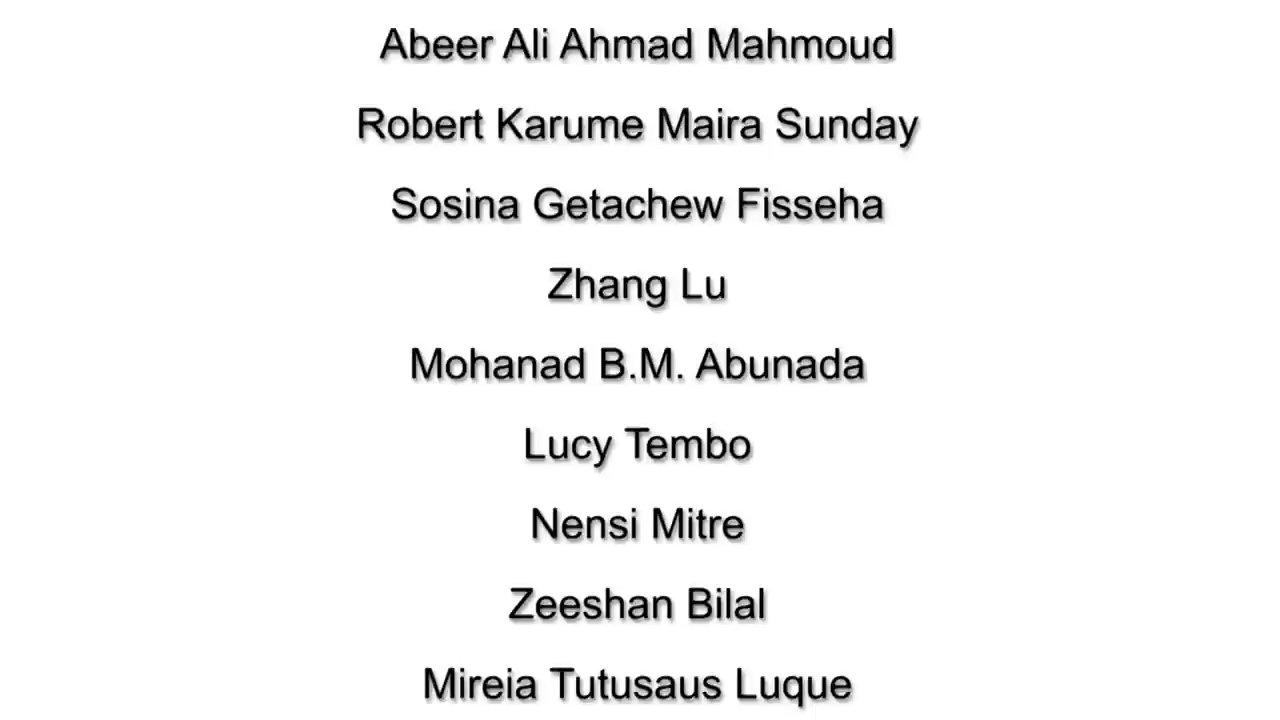 Abeer Ali Ahmad Mahmoud
Robert Karume Maira Sunday
Sosina Getachew Fisseha
Zhang Lu
Mohanad B.M. Abunada
Lucy Tembo
Nensi Mitre
Zeeshan Bilal
Mireia Tutusaus Luque